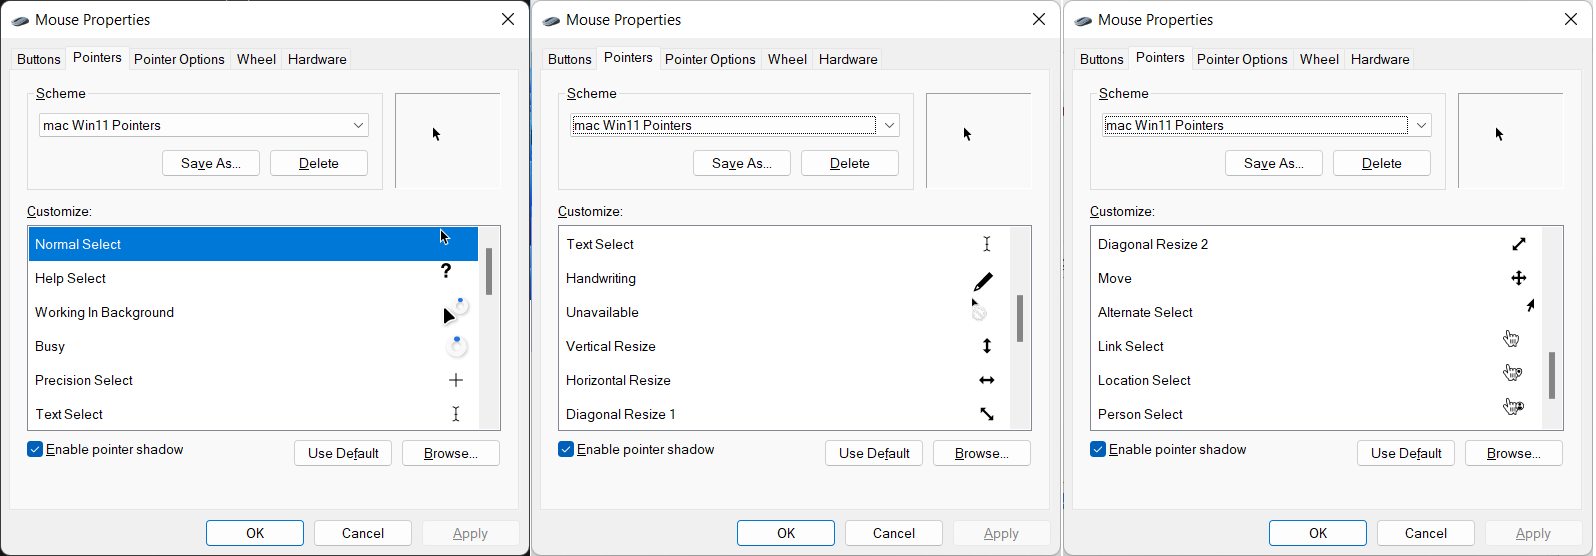 Mouse Properties
Buttons Pointers Pointer Options Wheel Hardware
Scheme
mac Win11 Pointers
Save As... Delete
Customize:
Normal Select
Help Select
Working In Background
Busy
Precision Select
Text Select
Enable pointer shadow
Use Default Browse...
OK Cancel Apply
Mouse Properties
Buttons Pointers Pointer Options Wheel Hardware
Scheme
mac Win11 Pointers
Save As... Delete
Customize:
Text Select
Handwriting
Unavailable
Vertical Resize
Horizontal Resize
Diagonal Resize 1
Enable pointer shadow
Use Default Browse...
OK Cancel Apply
Mouse Properties
Buttons Pointers Pointer Options Wheel Hardware
Scheme
mac Win11 Pointers
Save As... Delete
Customize:
Diagonal Resize 2
Move
Alternate Select
Link Select
Location Select
Person Select
Enable pointer shadow
Use Default Browse...
OK Cancel Apply